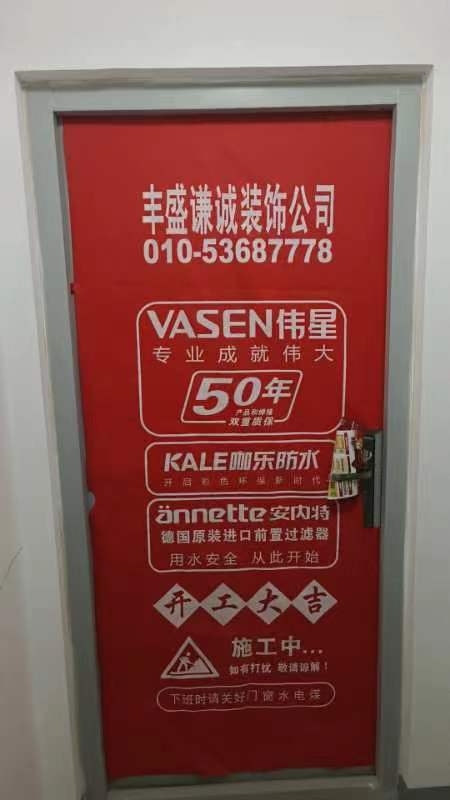 丰盛谦诚装饰公司
010-53687778
VASEN伟星
专业成就伟大
50年
产品和焊接
双重质保
KALE咖乐防水
开启彩色环保新时代
ännette安内特
德国原装进口前置过滤器
用水安全 从此开始
开工大吉
施工中...
如有打扰 敬请谅解！
下班时请关好门窗水电煤